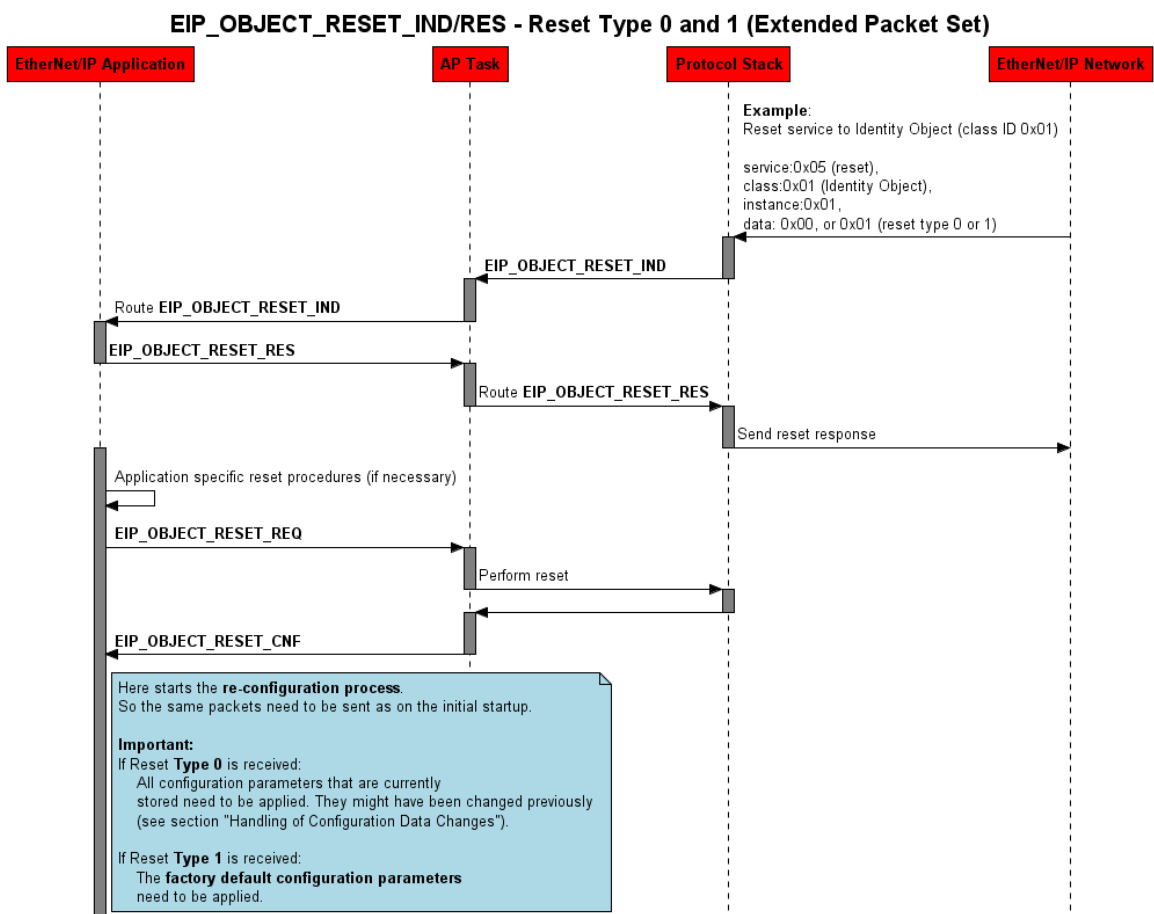 EIP_OBJECT_RESET_IND/RES - Reset Type 0 and 1 (Extended Packet Set)
EtherNet/IP Application
AP Task
Protocol Stack
EtherNet/IP Network
Example:
Reset service to Identity Object (class ID 0x01)
service:0x05 (reset),
class:0x01 (Identity Object),
instance:0x01,
data: 0x00, or 0x01 (reset type 0 or 1)
EIP_OBJECT_RESET_IND
Route EIP_OBJECT_RESET_IND
EIP_OBJECT_RESET_RES
Route EIP_OBJECT_RESET_RES
Send reset response
Application specific reset procedures (if necessary)
EIP_OBJECT_RESET_REQ
Perform reset
EIP_OBJECT_RESET_CNF
Here starts the re-configuration process.
So the same packets need to be sent as on the initial startup.
Important:
If Reset Type 0 is received:
All configuration parameters that are currently
stored need to be applied. They might have been changed previously
(see section "Handling of Configuration Data Changes").
If Reset Type 1 is received:
The factory default configuration parameters
need to be applied.